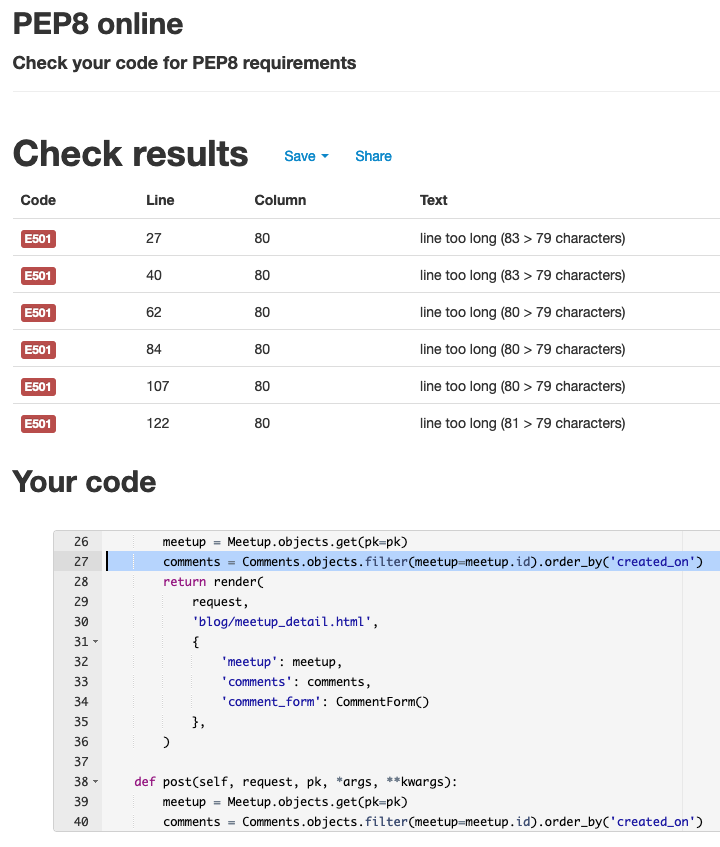 PEP8 online
Check your code for PEP8 requirements
Check results Save Share
Code Line Column Text
E501 27 80 line too long (83 > 79 characters)
E501 40 80 line too long (83 > 79 characters)
E501 62 80 line too long (80 > 79 characters)
E501 84 80 line too long (80 > 79 characters)
E501 107 80 line too long (80 > 79 characters)
E501 122 80 line too long (81 > 79 characters)
Your code
26 meetup = Meetup.objects.get(pk=pk)
27 comments = Comments.objects.filter(meetup=meetup.id).order_by('created_on')
28 return render(
29 request,
30 'blog/meetup_detail.html',
31 {
32 'meetup': meetup,
33 'comments': comments,
34 'comment_form': CommentForm()
35 },
36 )
37
38 def post(self, request, pk, *args, **kwargs):
39 meetup = Meetup.objects.get(pk=pk)
40 comments = Comments.objects.filter(meetup=meetup.id).order_by('created_on')